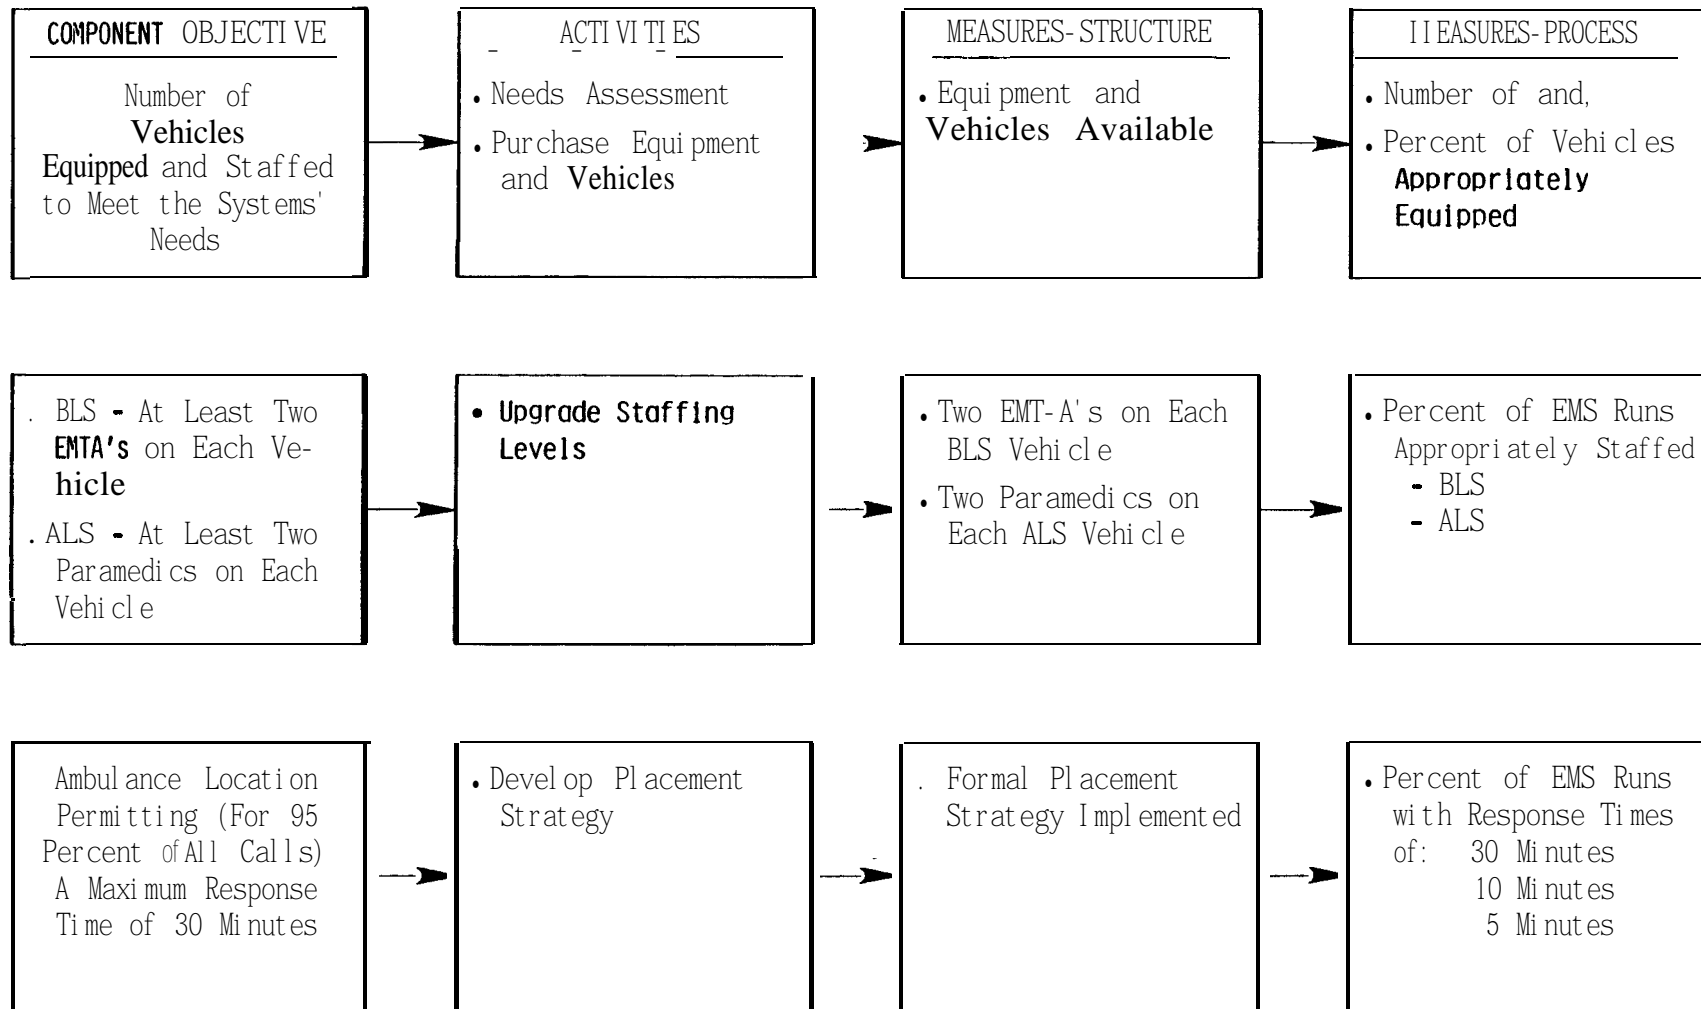 COMPONENT OBJECTIVE
Number of
Vehicles
Equipped and Staffed
to Meet the Systems'
Needs
ACTIVITIES
• Needs Assessment
• Purchase Equipment
and Vehicles
MEASURES-STRUCTURE
• Equipment and
Vehicles Available
IIEASURES-PROCESS
• Number of and,
• Percent of Vehicles
Appropriately
Equipped
. BLS - At Least Two
EMTA's on Each Ve-
hicle
. ALS - At Least Two
Paramedics on Each
Vehicle
• Upgrade Staffing
Levels
• Two EMT-A's on Each
BLS Vehicle
• Two Paramedics on
Each ALS Vehicle
• Percent of EMS Runs
Appropriately Staffed
- BLS
- ALS
Ambulance Location
Permitting (For 95
Percent of All Calls)
A Maximum Response
Time of 30 Minutes
• Develop Placement
Strategy
. Formal Placement
Strategy Implemented
• Percent of EMS Runs
with Response Times
of: 30 Minutes
10 Minutes
5 Minutes